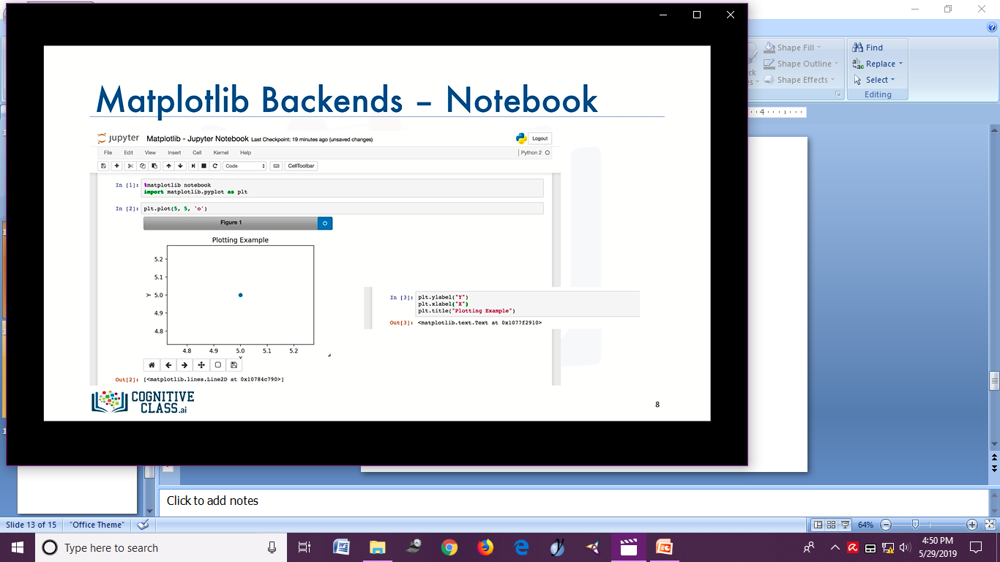 Matplotlib Backends – Notebook
jupyter Matplotlib - Jupyter Notebook Last Checkpoint: 19 minutes ago (unsaved changes)
Logout
File Edit View Insert Cell Kernel Help
Python 2
Code
CellToolbar
In [1]: %matplotlib notebook
import matplotlib.pyplot as plt
In [2]: plt.plot(5, 5, 'o')
Figure 1
Plotting Example
5.2
5.1
5.0
4.9
4.8
Y
4.8 4.9 5.0 5.1 5.2
Out[2]: [<matplotlib.lines.Line2D at 0x10784c790>]
In [3]: plt.ylabel("Y")
plt.xlabel("X")
plt.title("Plotting Example")
Out[3]: <matplotlib.text.Text at 0x1077f2910>
COGNITIVE
CLASS.ai
8
Shape Fill
Shape Outline
Shape Effects
Find
Replace
Select
Editing
4
Click to add notes
Slide 13 of 15
"Office Theme"
64%
Type here to search
4:50 PM
5/29/2019